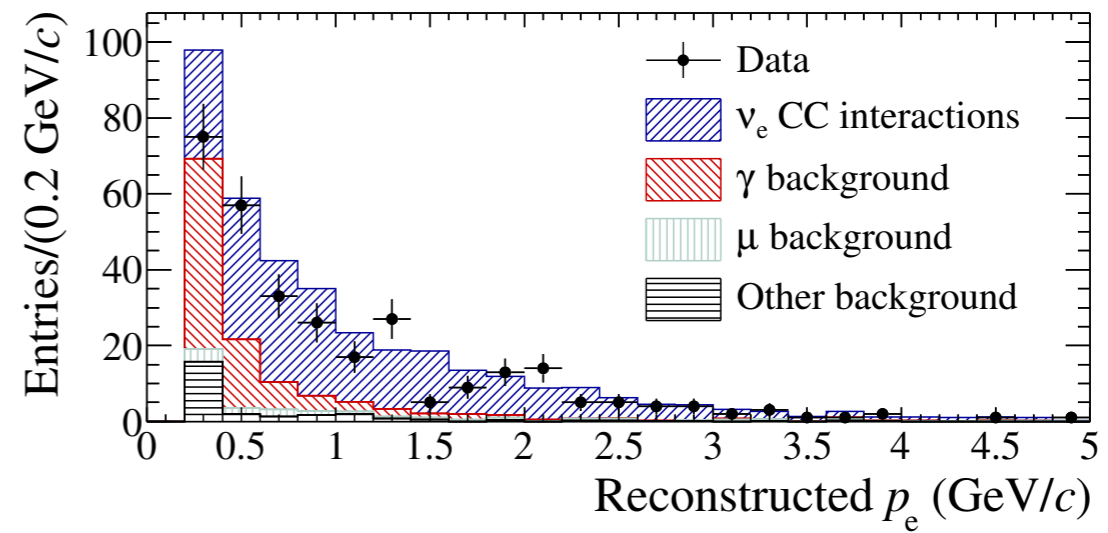 Entries/(0.2 GeV/c)
100
80
60
40
20
0
Data
νe CC interactions
γ background
μ background
Other background
0 0.5 1 1.5 2 2.5 3 3.5 4 4.5 5
Reconstructed pe (GeV/c)